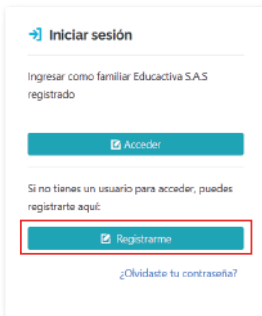 Iniciar sesión
Ingresar como familiar Educactiva S.A.S
registrado
Acceder
Si no tienes un usuario para acceder, puedes
registrarte aquí:
Registrarme
¿Olvidaste tu contraseña?